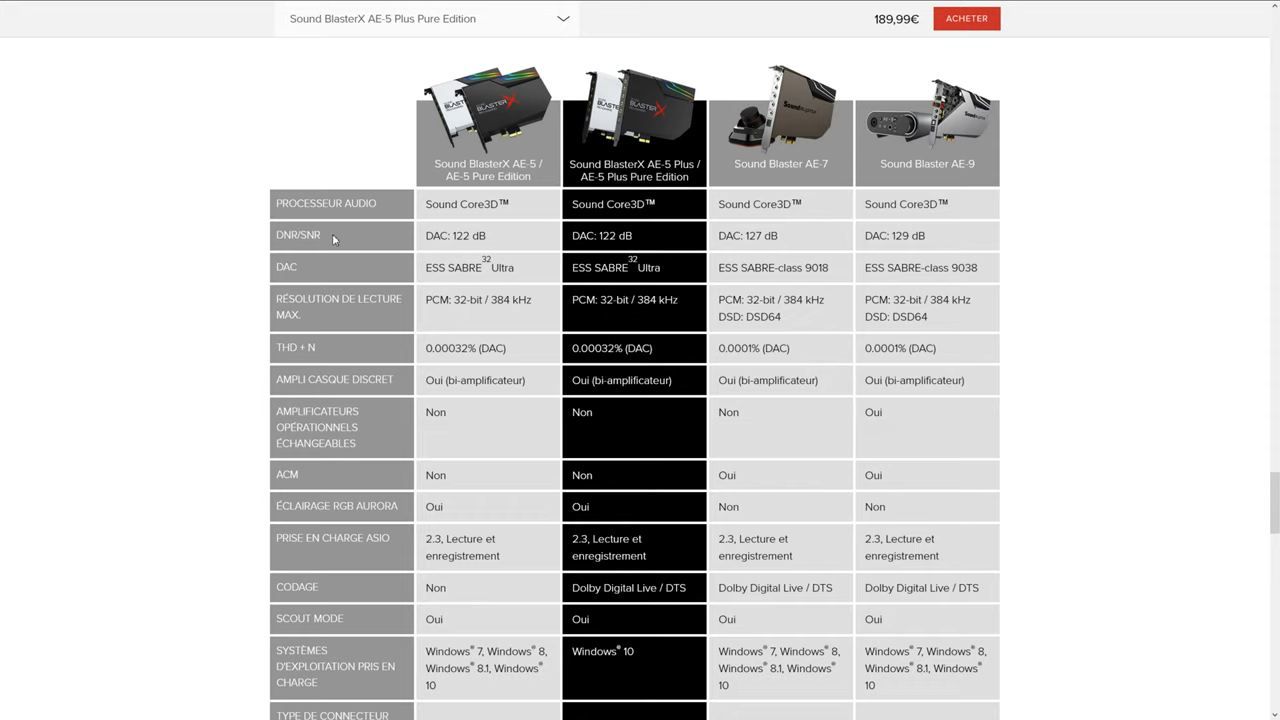 Sound BlasterX AE-5 Plus Pure Edition
189,99€
ACHETER
Sound BlasterX AE-5 /
AE-5 Pure Edition
Sound BlasterX AE-5 Plus /
AE-5 Plus Pure Edition
Sound Blaster AE-7
Sound Blaster AE-9
PROCESSEUR AUDIO
Sound Core3D™
Sound Core3D™
Sound Core3D™
Sound Core3D™
DNR/SNR
DAC: 122 dB
DAC: 122 dB
DAC: 127 dB
DAC: 129 dB
DAC
ESS SABRE³² Ultra
ESS SABRE³² Ultra
ESS SABRE-class 9018
ESS SABRE-class 9038
RÉSOLUTION DE LECTURE
MAX.
PCM: 32-bit / 384 kHz
PCM: 32-bit / 384 kHz
PCM: 32-bit / 384 kHz
DSD: DSD64
PCM: 32-bit / 384 kHz
DSD: DSD64
THD + N
0.00032% (DAC)
0.00032% (DAC)
0.0001% (DAC)
0.0001% (DAC)
AMPLI CASQUE DISCRET
Oui (bi-amplificateur)
Oui (bi-amplificateur)
Oui (bi-amplificateur)
Oui (bi-amplificateur)
AMPLIFICATEURS
OPÉRATIONNELS
ÉCHANGEABLES
Non
Non
Non
Oui
ACM
Non
Non
Oui
Oui
ÉCLAIRAGE RGB AURORA
Oui
Oui
Non
Non
PRISE EN CHARGE ASIO
2.3, Lecture et
enregistrement
2.3, Lecture et
enregistrement
2.3, Lecture et
enregistrement
2.3, Lecture et
enregistrement
CODAGE
Non
Dolby Digital Live / DTS
Dolby Digital Live / DTS
Dolby Digital Live / DTS
SCOUT MODE
Oui
Oui
Oui
Oui
SYSTÈMES
D'EXPLOITATION PRIS EN
CHARGE
Windows® 7, Windows® 8,
Windows® 8.1, Windows®
10
Windows® 10
Windows® 7, Windows® 8,
Windows® 8.1, Windows®
10
Windows® 7, Windows® 8,
Windows® 8.1, Windows®
10
TYPE DE CONNECTEUR